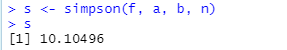 > s <- simpson(f, a, b, n)
> s
[1] 10.10496